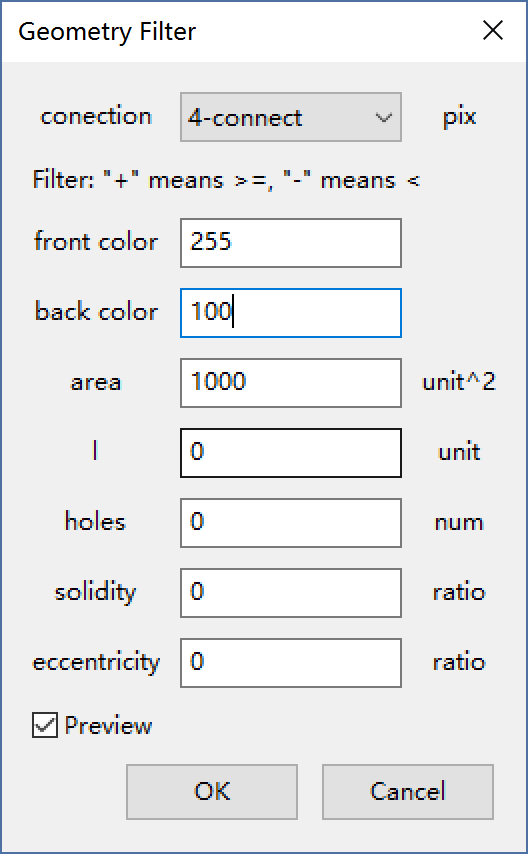 Geometry Filter
conection 4-connect pix
Filter: "+" means >=, "-" means <
front color 255
back color 100
area 1000 unit^2
l 0 unit
holes 0 num
solidity 0 ratio
eccentricity 0 ratio
Preview
OK Cancel